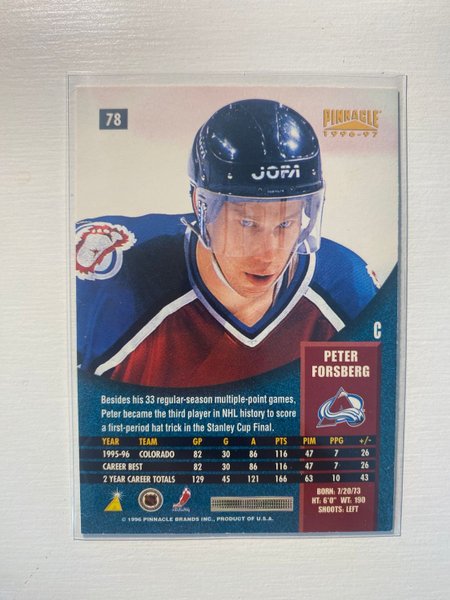 78
PINNACLE
1996-97
JOFA
C
PETER
FORSBERG
Besides his 33 regular-season multiple-point games,
Peter became the third player in NHL history to score
a first-period hat trick in the Stanley Cup Final.
YEAR TEAM GP G A PTS PIM PPG +/-
1995-96 COLORADO 82 30 86 116 47 7 26
CAREER BEST 82 30 86 116 47 7 26
2 YEAR CAREER TOTALS 129 45 121 166 63 10 43
BORN: 7/20/73
HT: 6'0" WT: 190
SHOOTS: LEFT
© 1996 PINNACLE BRANDS INC., PRODUCT OF U.S.A.